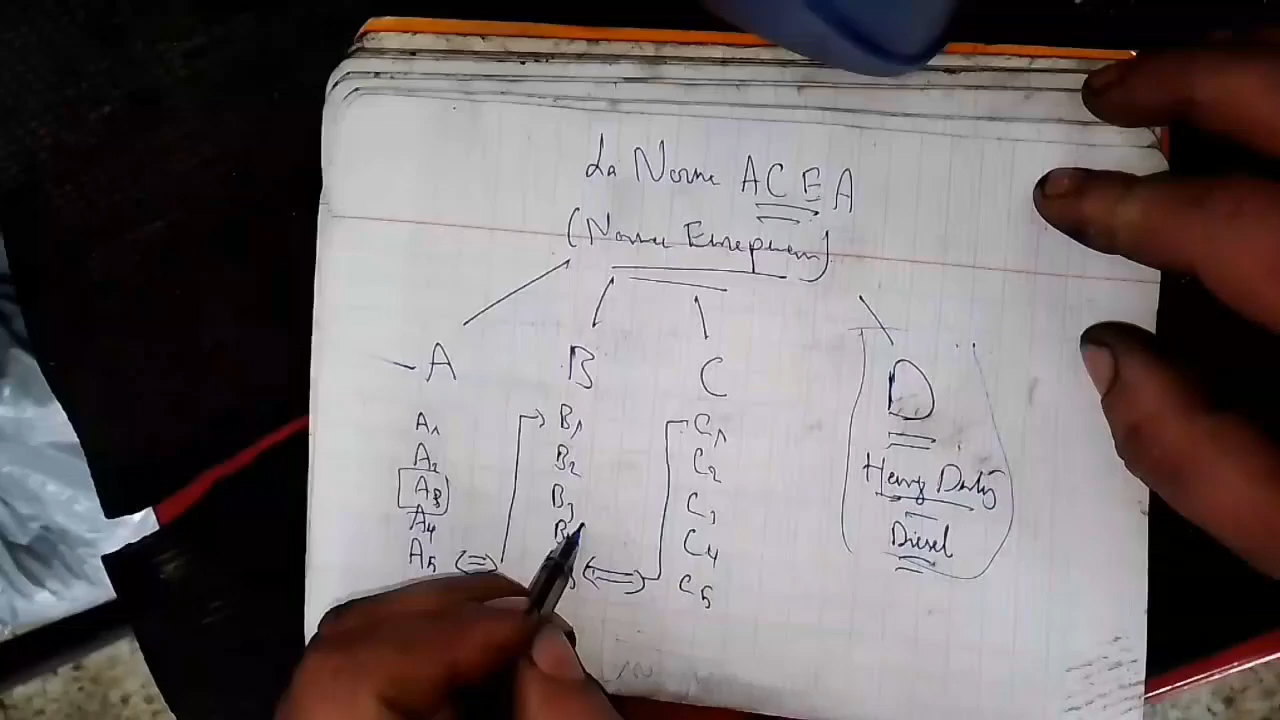 La Norme ACEA
(Norme Européenne)
A B C D
A1 B1 C1
A2 B2 C2
A3 B3 C3
A4 B C4
A5 C5
Heavy Duty
Diesel